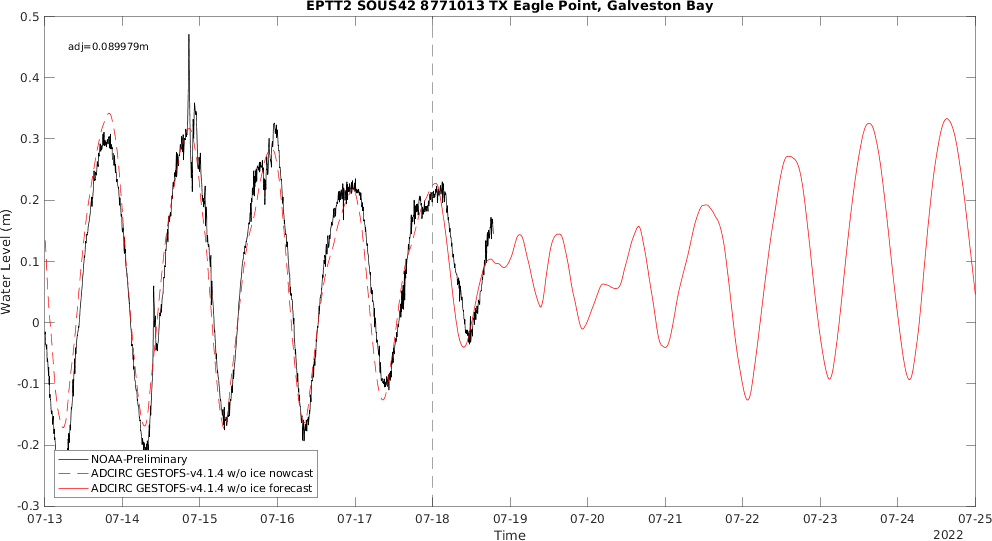 EPTT2 SOUS42 8771013 TX Eagle Point, Galveston Bay
adj=0.089979m
0.5
0.4
0.3
0.2
0.1
0
-0.1
-0.2
-0.3
Water Level (m)
NOAA-Preliminary
ADCIRC GESTOFS-v4.1.4 w/o ice nowcast
ADCIRC GESTOFS-v4.1.4 w/o ice forecast
07-13 07-14 07-15 07-16 07-17 07-18 07-19 07-20 07-21 07-22 07-23 07-24 07-25
Time
2022